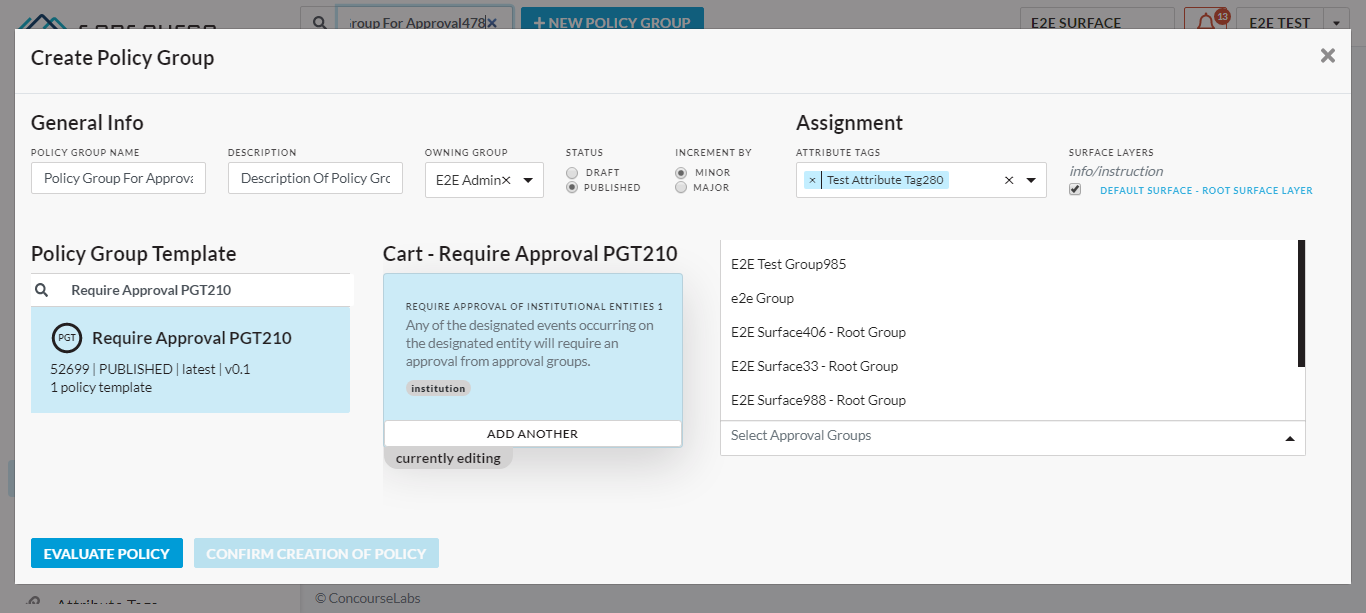 roup For Approval478
+ NEW POLICY GROUP
E2E SURFACE
13
E2E TEST
Create Policy Group
General Info
Assignment
POLICY GROUP NAME
DESCRIPTION
OWNING GROUP
STATUS
INCREMENT BY
ATTRIBUTE TAGS
SURFACE LAYERS
Policy Group For Approva
Description Of Policy Grc
E2E Admin×
DRAFT
PUBLISHED
MINOR
MAJOR
× Test Attribute Tag280
info/instruction
DEFAULT SURFACE - ROOT SURFACE LAYER
Policy Group Template
Require Approval PGT210
PGT
Require Approval PGT210
52699 | PUBLISHED | latest | v0.1
1 policy template
Cart - Require Approval PGT210
REQUIRE APPROVAL OF INSTITUTIONAL ENTITIES 1
Any of the designated events occurring on
the designated entity will require an
approval from approval groups.
institution
ADD ANOTHER
currently editing
E2E Test Group985
e2e Group
E2E Surface406 - Root Group
E2E Surface33 - Root Group
E2E Surface988 - Root Group
Select Approval Groups
EVALUATE POLICY
CONFIRM CREATION OF POLICY
Attribute Tags
© ConcourseLabs